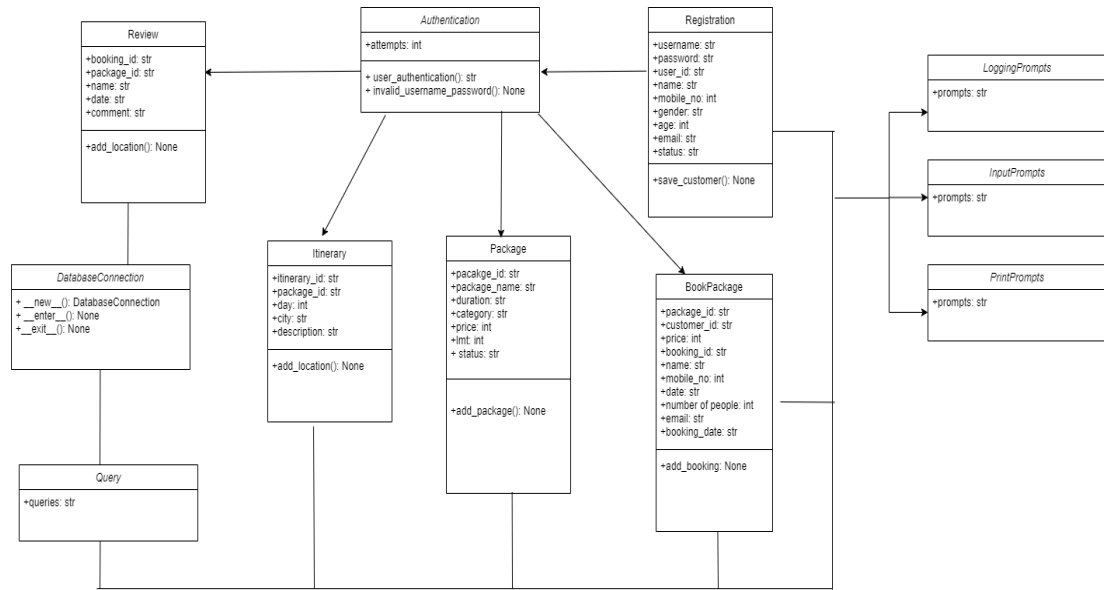 Review
+booking_id: str
+package_id: str
+name: str
+date: str
+comment: str
+add_location(): None
Authentication
+attempts: int
+ user_authentication(): str
+ invalid_username_password(): None
Registration
+username: str
+password: str
+user_id: str
+name: str
+mobile_no: int
+gender: str
+age: int
+email: str
+status: str
+save_customer(): None
LoggingPrompts
+prompts: str
InputPrompts
+prompts: str
PrintPrompts
+prompts: str
DatabaseConnection
+ __new__(): DatabaseConnection
+ __enter__(): None
+__exit__(): None
Itinerary
+itinerary_id: str
+package_id: str
+day: int
+city: str
+description: str
+add_location(): None
Package
+pacakge_id: str
+package_name: str
+duration: str
+category: str
+price: int
+lmt: int
+ status: str
+add_package(): None
BookPackage
+package_id: str
+customer_id: str
+price: int
+booking_id: str
+name: str
+mobile_no: int
+date: str
+number of people: int
+email: str
+booking_date: str
+add_booking: None
Query
+queries: str